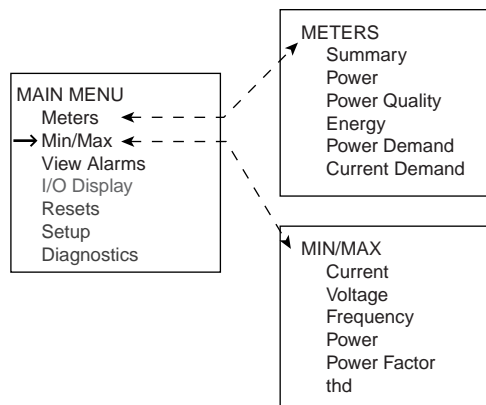 MAIN MENU
Meters
Min/Max
View Alarms
I/O Display
Resets
Setup
Diagnostics
METERS
Summary
Power
Power Quality
Energy
Power Demand
Current Demand
MIN/MAX
Current
Voltage
Frequency
Power
Power Factor
thd